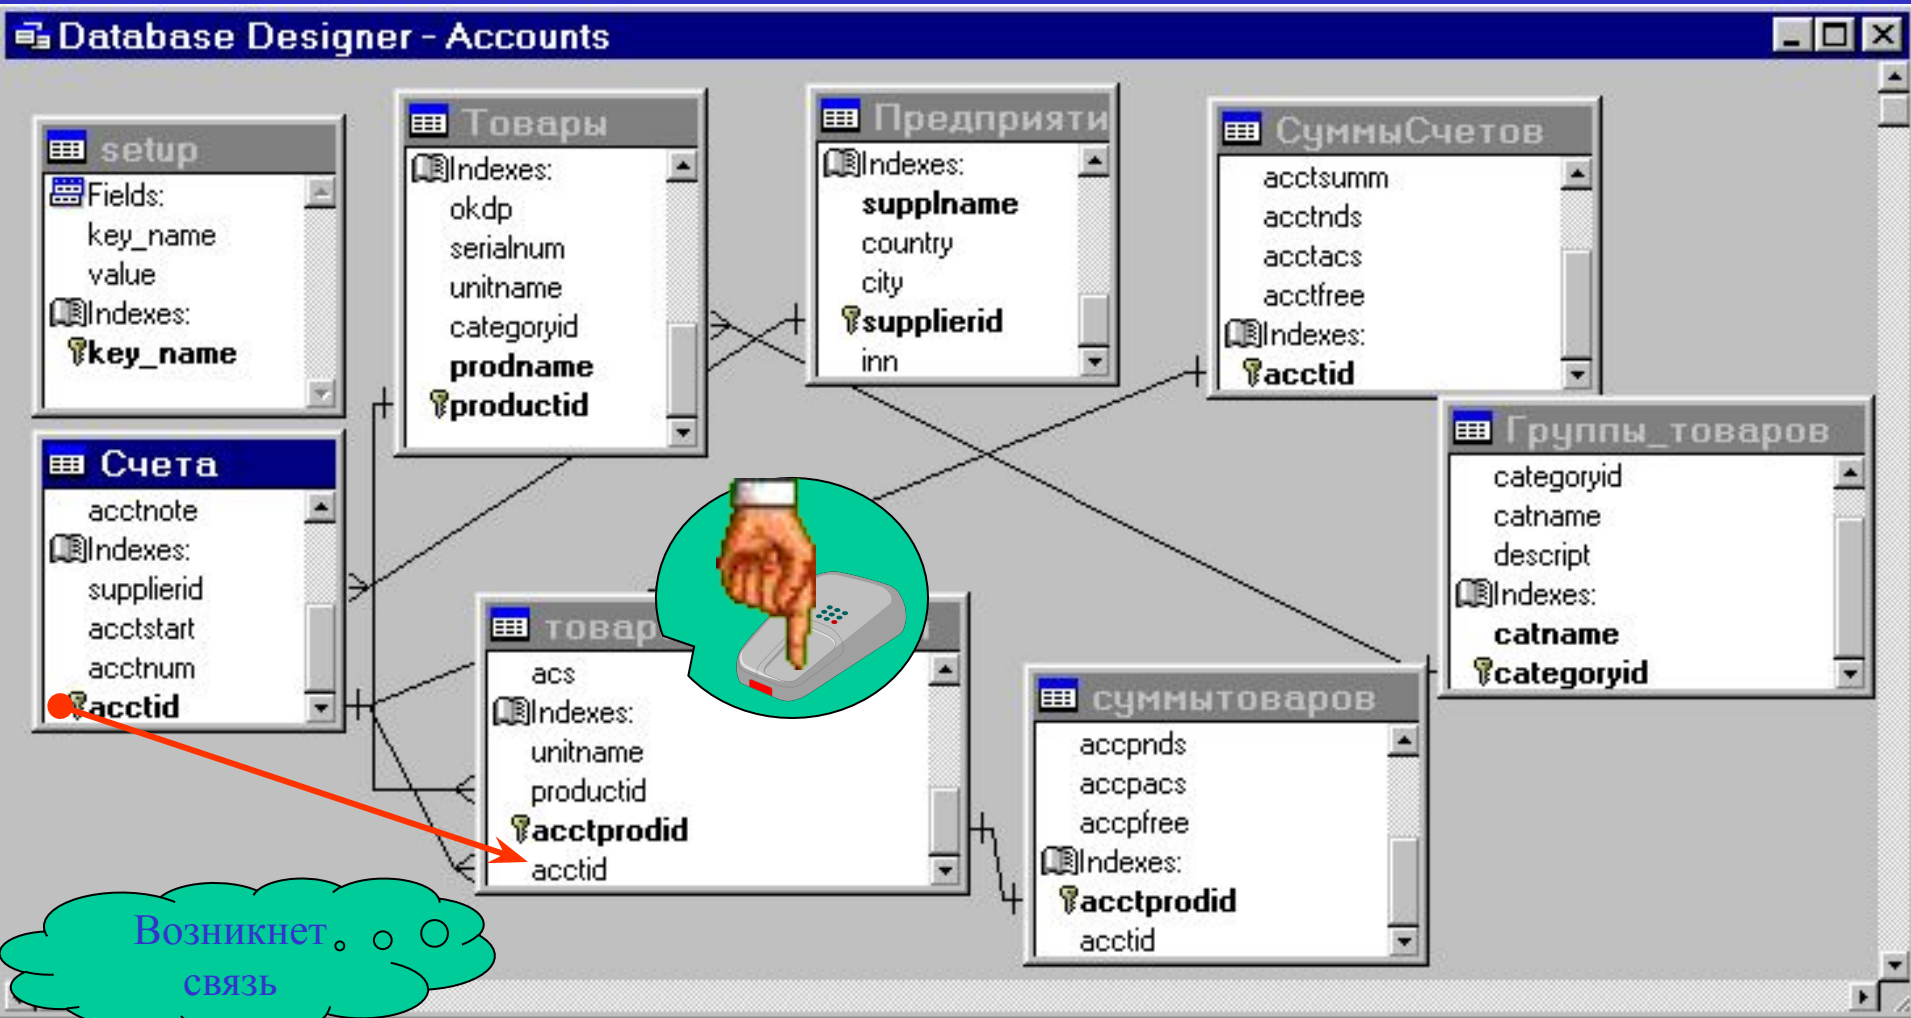 Database Designer - Accounts
setup
Fields:
key_name
value
Indexes:
key_name
Товары
Indexes:
okdp
serialnum
unitname
categoryid
prodname
productid
Предприяти
Indexes:
supplname
country
city
supplierid
inn
СуммыСчетов
acctsumm
acctnds
acctacs
acctfree
Indexes:
acctid
Группы_товаров
categoryid
catname
descript
Indexes:
catname
categoryid
Счета
acctnote
Indexes:
supplierid
acctstart
acctnum
acctid
товар
acs
Indexes:
unitname
productid
acctprodid
acctid
суммытоваров
accpnds
accpacs
accpfree
Indexes:
acctprodid
acctid
Возникнет
связь